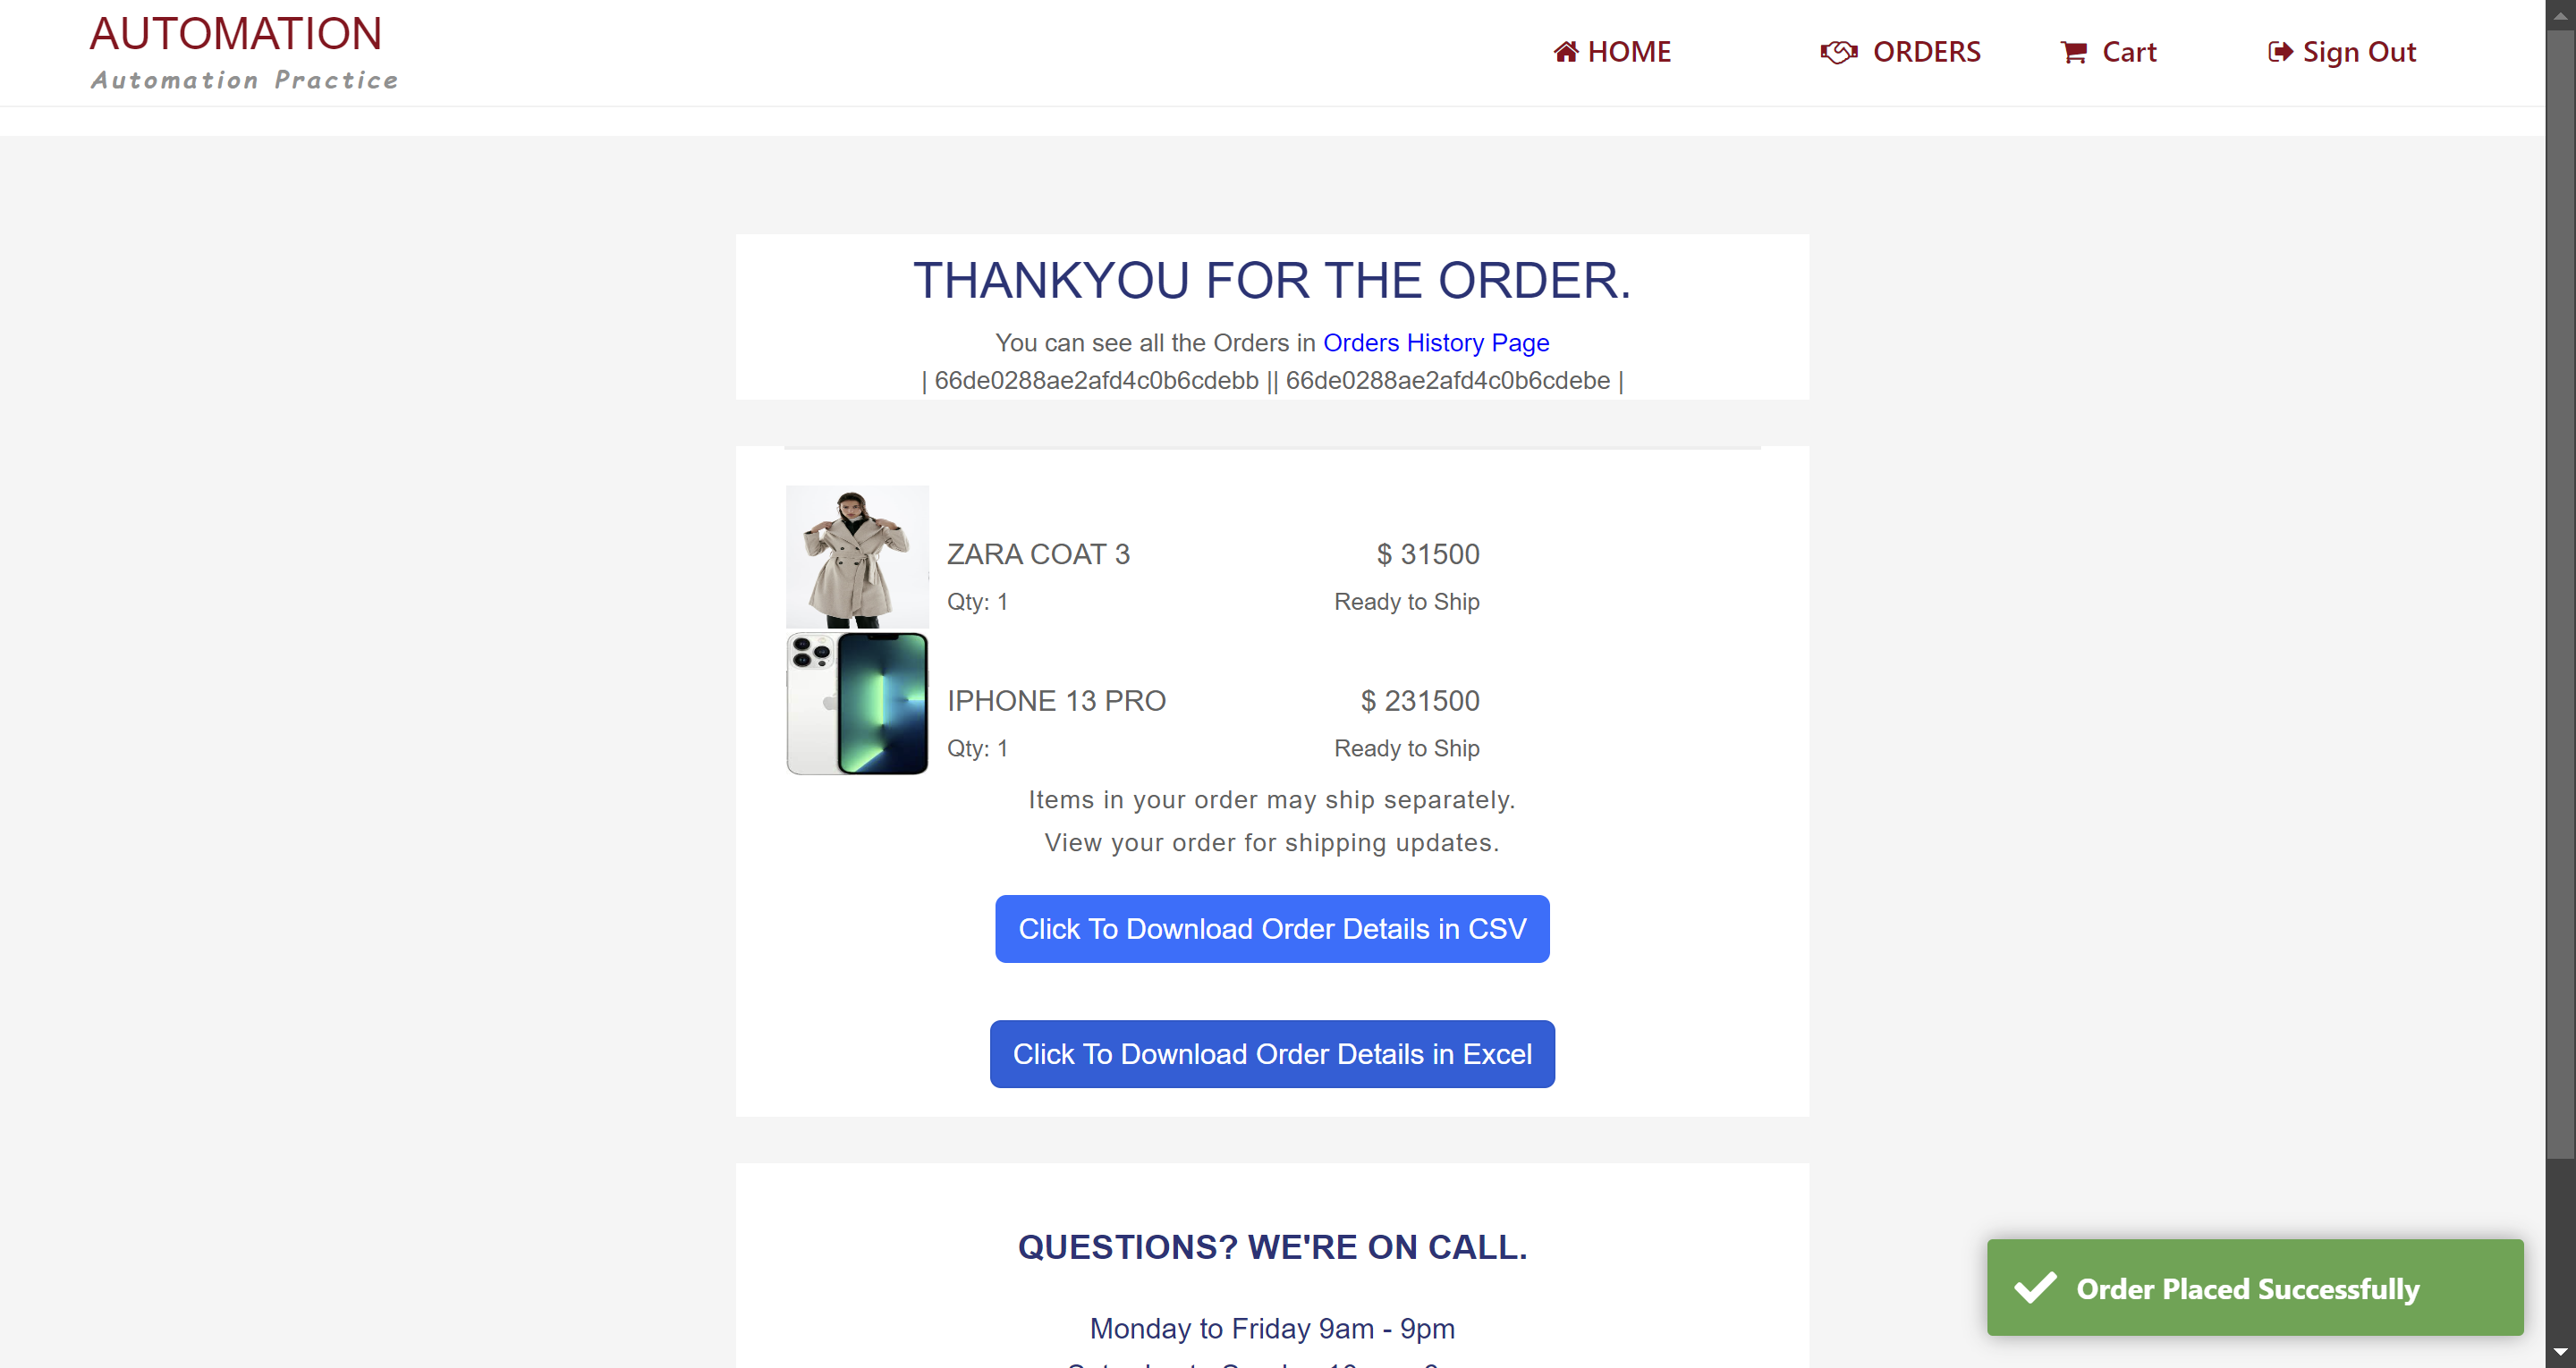 AUTOMATION
Automation Practice
HOME
ORDERS
Cart
Sign Out
THANKYOU FOR THE ORDER.
You can see all the Orders in Orders History Page
| 66de0288ae2afd4c0b6cdebb || 66de0288ae2afd4c0b6cdebe |
ZARA COAT 3
$ 31500
Qty: 1
Ready to Ship
IPHONE 13 PRO
$ 231500
Qty: 1
Ready to Ship
Items in your order may ship separately.
View your order for shipping updates.
Click To Download Order Details in CSV
Click To Download Order Details in Excel
QUESTIONS? WE'RE ON CALL.
Monday to Friday 9am - 9pm
Order Placed Successfully